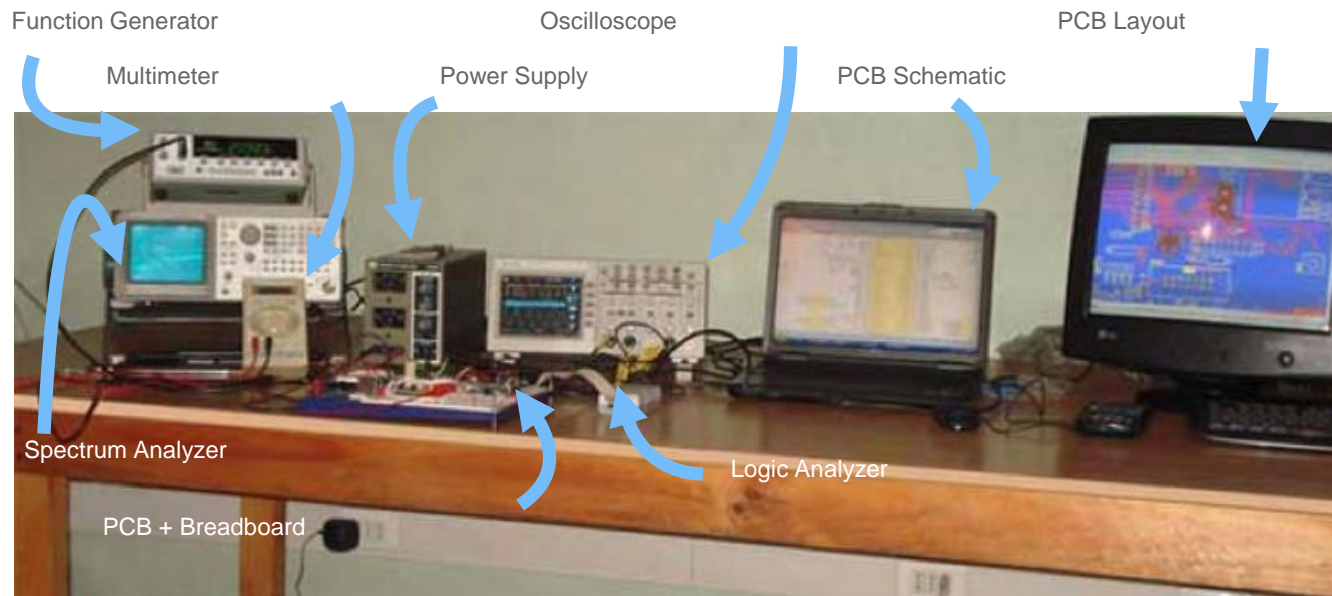 Function Generator
Oscilloscope
PCB Layout
Multimeter
Power Supply
PCB Schematic
Spectrum Analyzer
Logic Analyzer
PCB + Breadboard